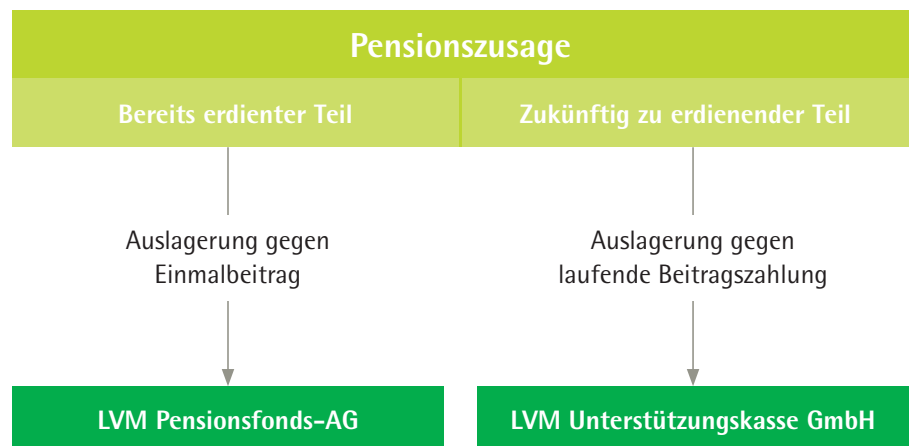 Pensionszusage
Bereits erdienter Teil
Zukünftig zu erdienender Teil
Auslagerung gegen
Einmalbeitrag
Auslagerung gegen
laufende Beitragszahlung
LVM Pensionsfonds-AG
LVM Unterstützungskasse GmbH